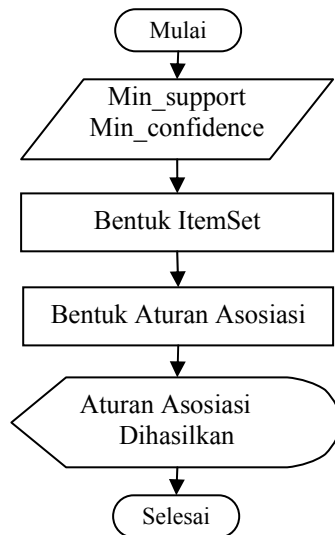 Mulai
Min_support
Min_confidence
Bentuk ItemSet
Bentuk Aturan Asosiasi
Aturan Asosiasi
Dihasilkan
Selesai